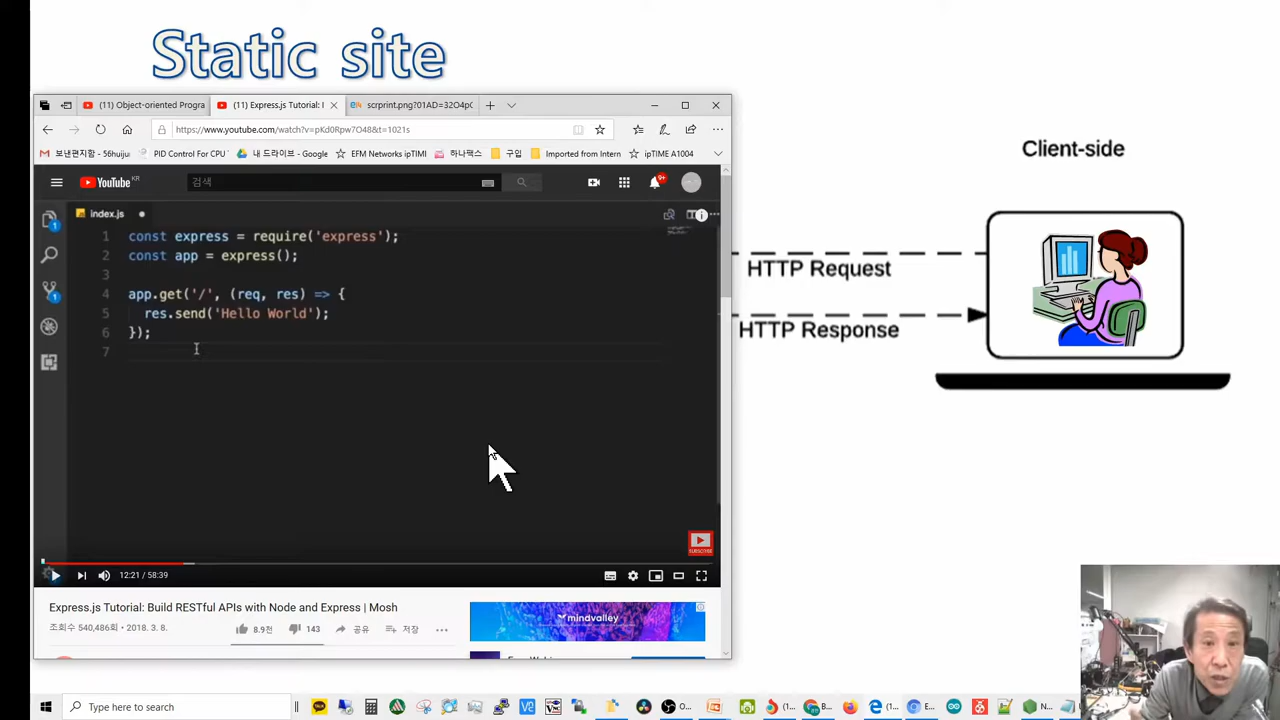 Static site
(11) Object-oriented Progra
(11) Express.js Tutorial: I
scrprint.png?01AD=32O4pC
https://www.youtube.com/watch?v=pKd0Rpw7O48&t=1021s
보낸편지함 - 56huiju
PID Control For CPU
내 드라이브 - Google
EFM Networks ipTIMI
하나팩스
구입
Imported from Intern
ipTIME A1004
YouTube KR
검색
9+
index.js
1 const express = require('express');
2 const app = express();
3
4 app.get('/', (req, res) => {
5 res.send('Hello World');
6 });
7
1
1
SUBSCRIBE
12:21 / 58:39
Express.js Tutorial: Build RESTful APIs with Node and Express | Mosh
조회수 540,486회 • 2018. 3. 8.
8.9천
143
공유
저장
mindvalley
Client-side
HTTP Request
HTTP Response
Type here to search